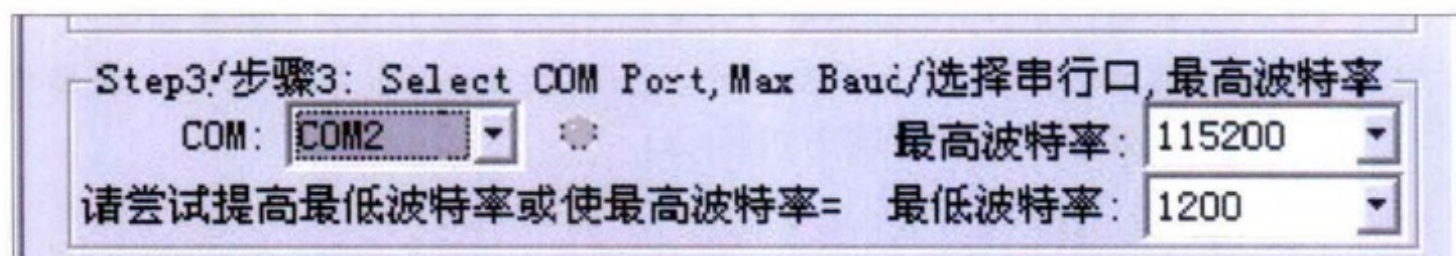 Step3/步骤3: Select COM Port,Max Baud/选择串行口,最高波特率
COM: COM2 最高波特率: 115200
请尝试提高最低波特率或使最高波特率= 最低波特率: 1200